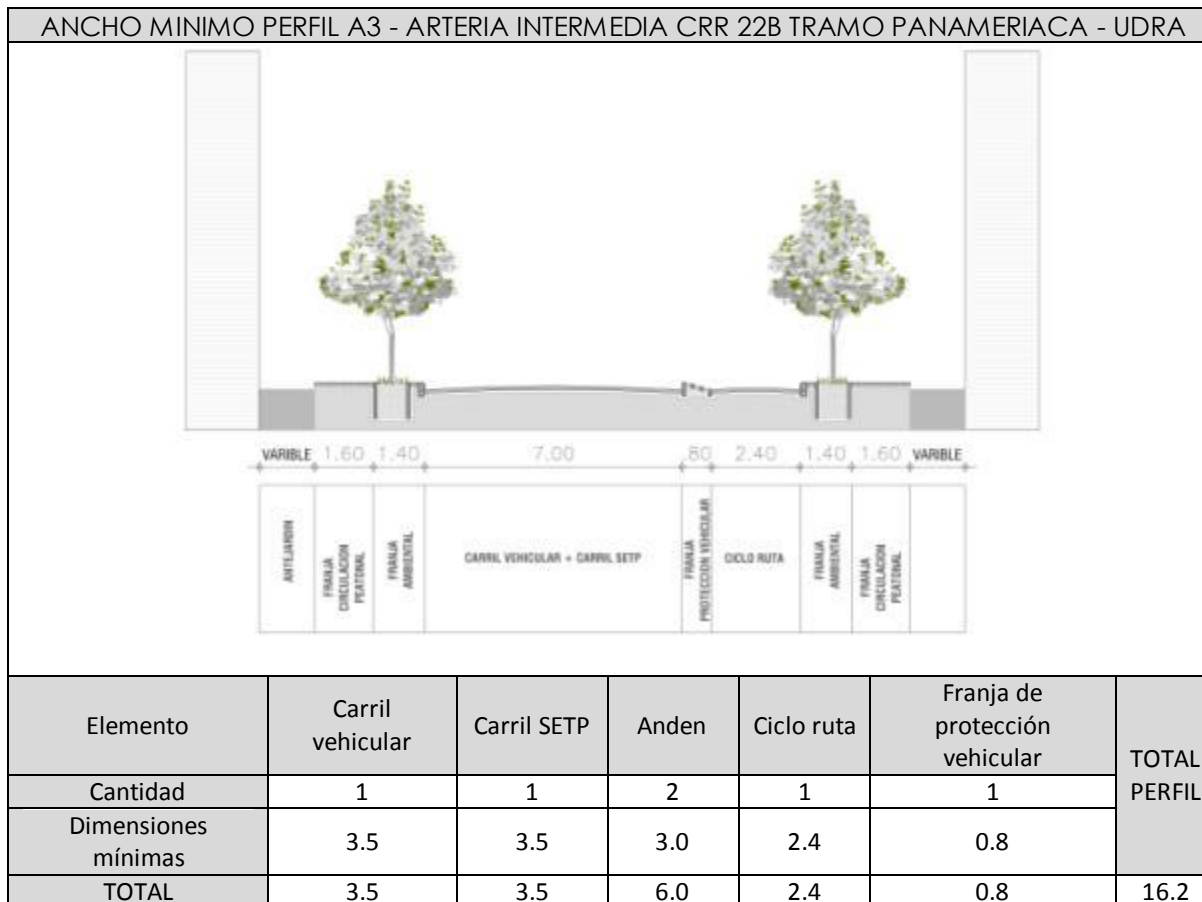 ANCHO MINIMO PERFIL A3 - ARTERIA INTERMEDIA CRR 22B TRAMO PANAMERIACA - UDRA
VARIBLE 1.60 1.40 7.00 .80 2.40 1.40 1.60 VARIBLE
ANTEJARDIN
FRANJA
CIRCULACION
PEATONAL
FRANJA
AMBIENTAL
CARRIL VEHICULAR + CARRIL SETP
FRANJA
PROTECCION VEHICULAR
CICLO RUTA
FRANJA
AMBIENTAL
FRANJA
CIRCULACION
PEATONAL
Elemento
Carril
vehicular
Carril SETP
Anden
Ciclo ruta
Franja de
protección
vehicular
TOTAL
PERFIL
Cantidad 1 1 2 1 1
Dimensiones
mínimas
3.5 3.5 3.0 2.4 0.8
TOTAL 3.5 3.5 6.0 2.4 0.8 16.2